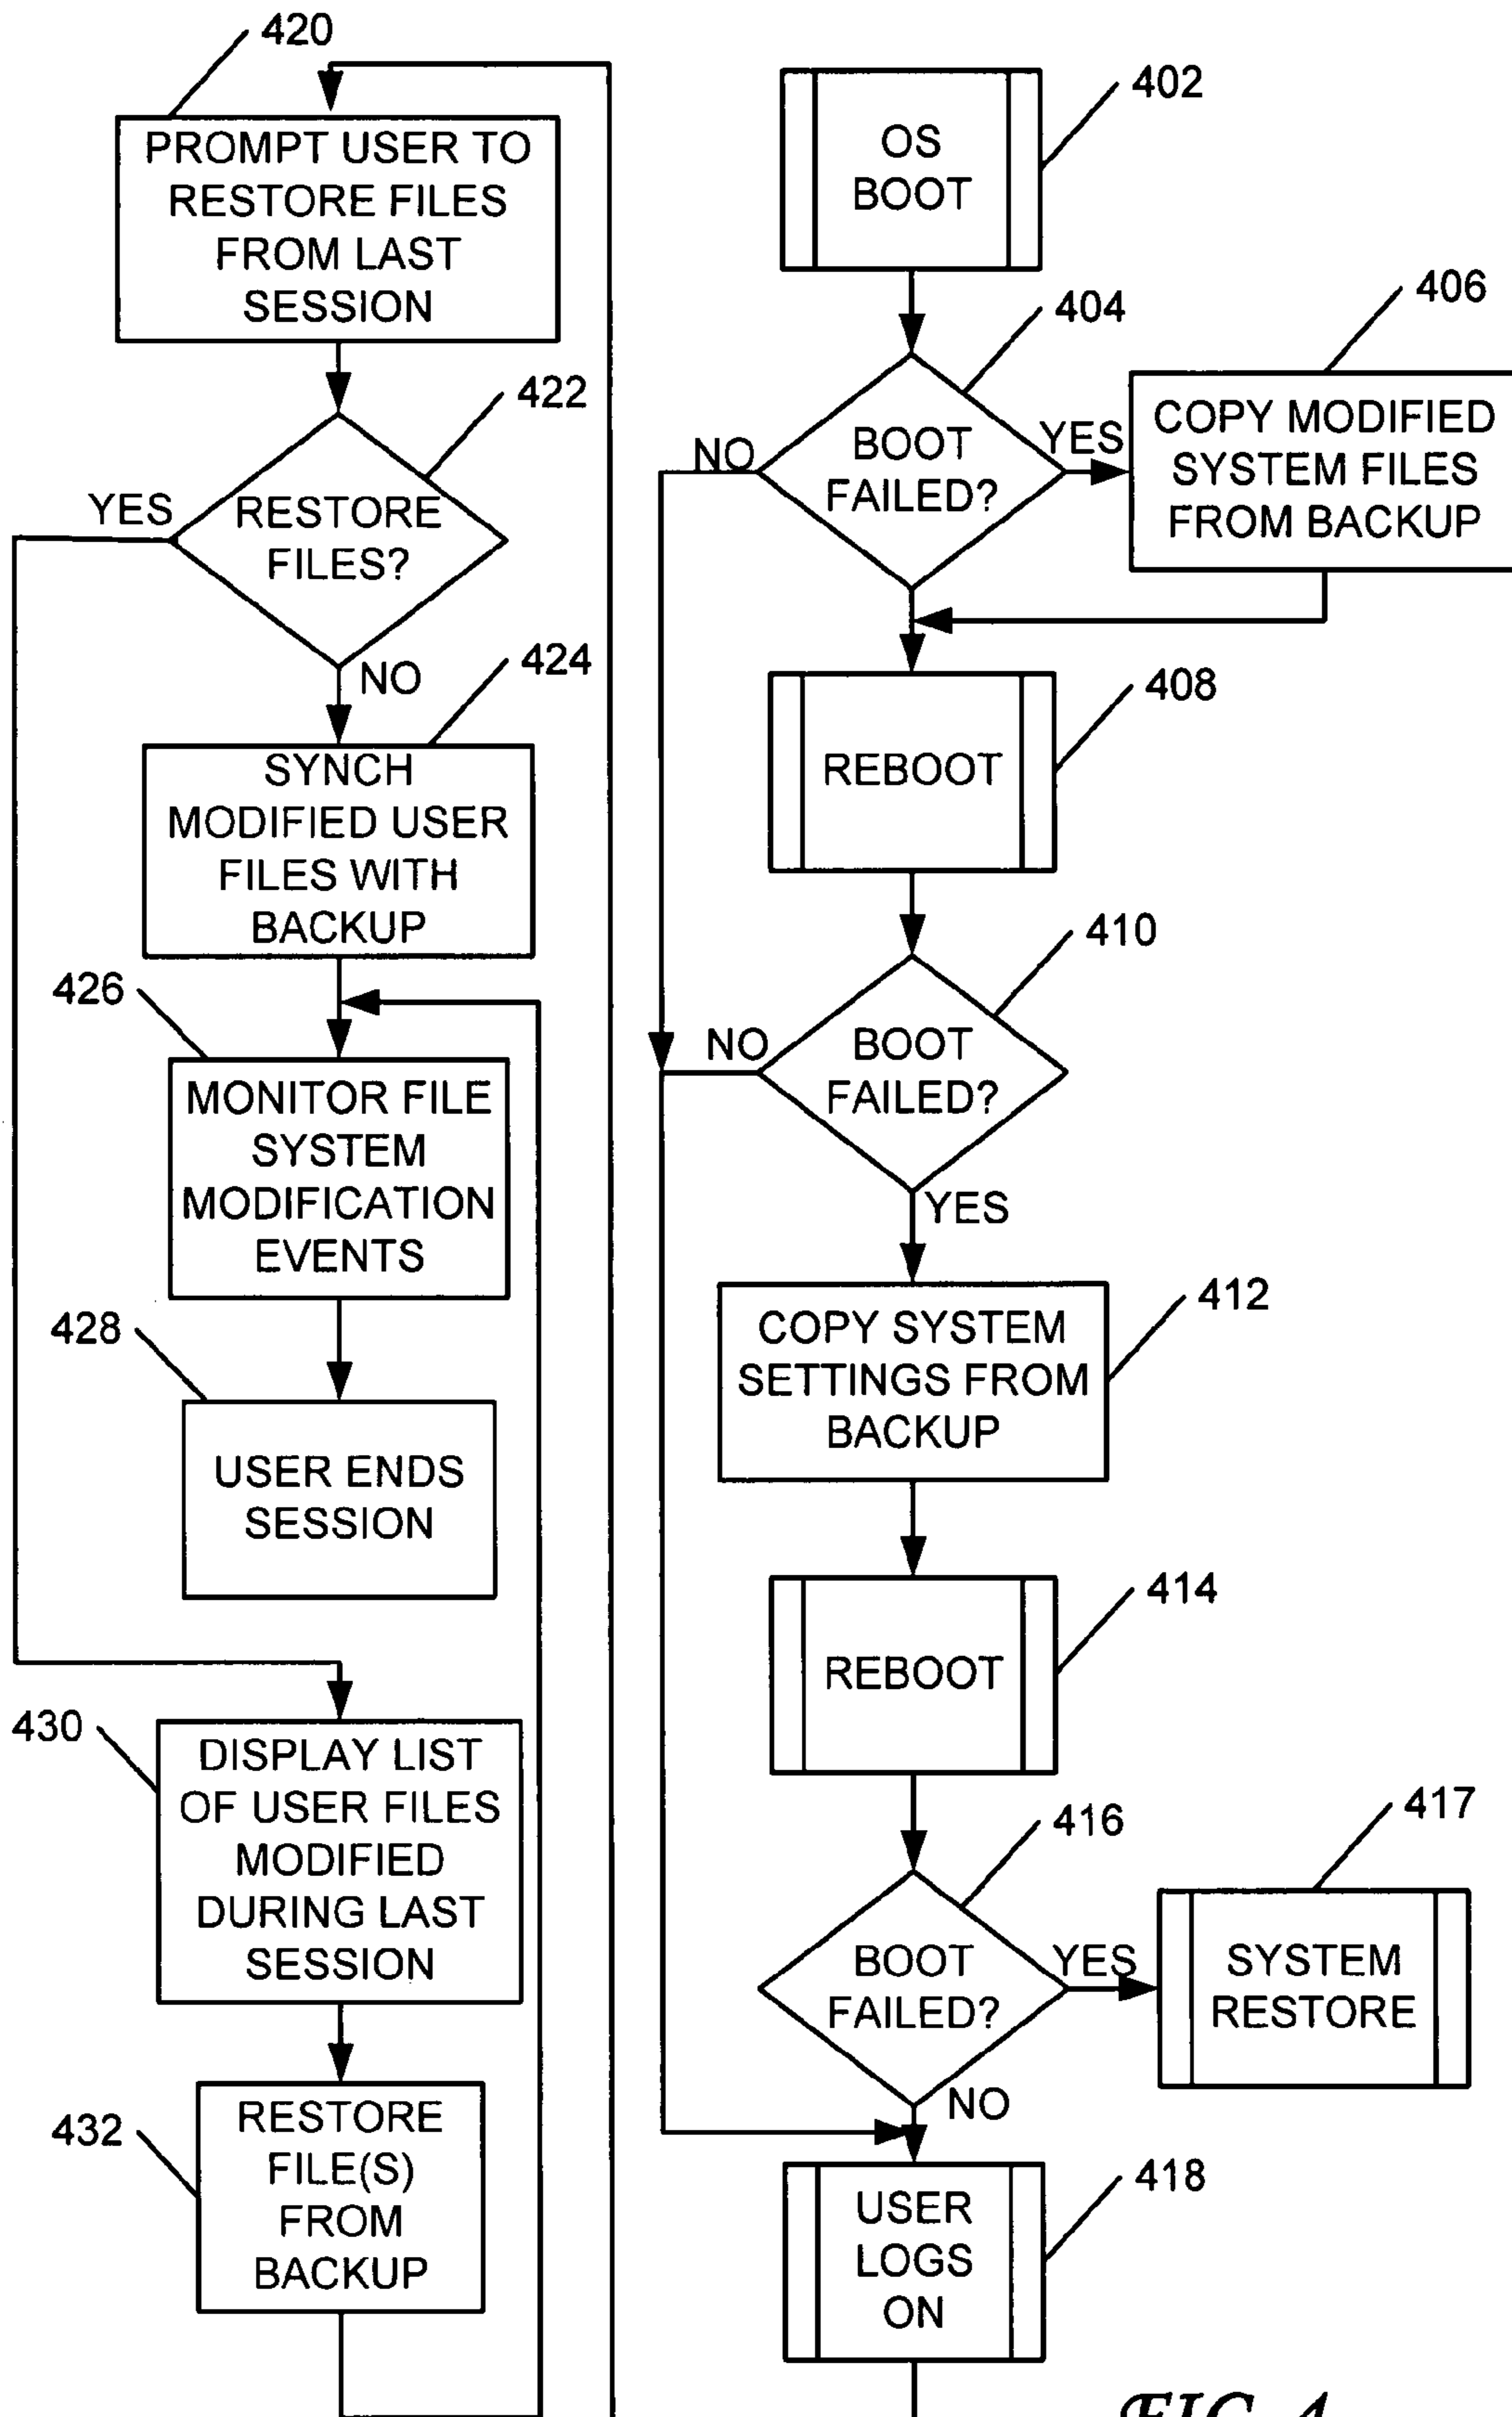 420
PROMPT USER TO
RESTORE FILES
FROM LAST
SESSION
422
RESTORE
FILES?
YES
NO
424
SYNCH
MODIFIED USER
FILES WITH
BACKUP
426
MONITOR FILE
SYSTEM
MODIFICATION
EVENTS
428
USER ENDS
SESSION
430
DISPLAY LIST
OF USER FILES
MODIFIED
DURING LAST
SESSION
432
RESTORE
FILE(S)
FROM
BACKUP
402
OS
BOOT
404
BOOT
FAILED?
NO
YES
406
COPY MODIFIED
SYSTEM FILES
FROM BACKUP
408
REBOOT
410
BOOT
FAILED?
NO
YES
412
COPY SYSTEM
SETTINGS FROM
BACKUP
414
REBOOT
416
BOOT
FAILED?
YES
NO
417
SYSTEM
RESTORE
418
USER
LOGS
ON
FIG. 4